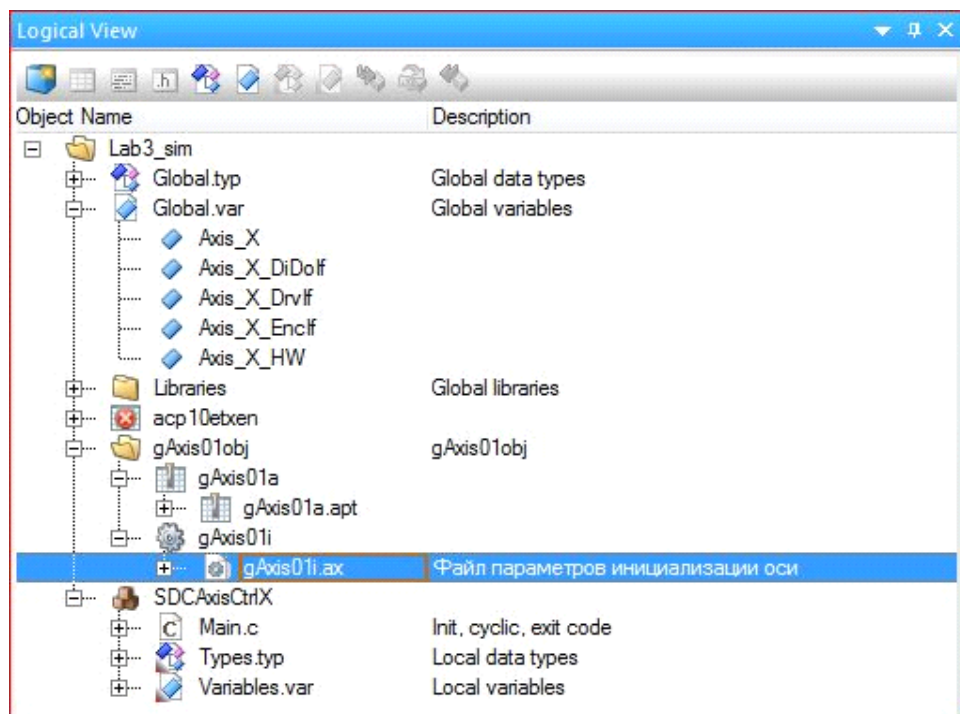 Logical View
Object Name Description
Lab3_sim
Global.typ Global data types
Global.var Global variables
Axis_X
Axis_X_DiDoIf
Axis_X_DrvIf
Axis_X_EncIf
Axis_X_HW
Libraries Global libraries
acp10etxen
gAxis01obj gAxis01obj
gAxis01a
gAxis01a.apt
gAxis01i
gAxis01i.ax Файл параметров инициализации оси
SDCAxisCtrlX
Main.c Init, cyclic, exit code
Types.typ Local data types
Variables.var Local variables